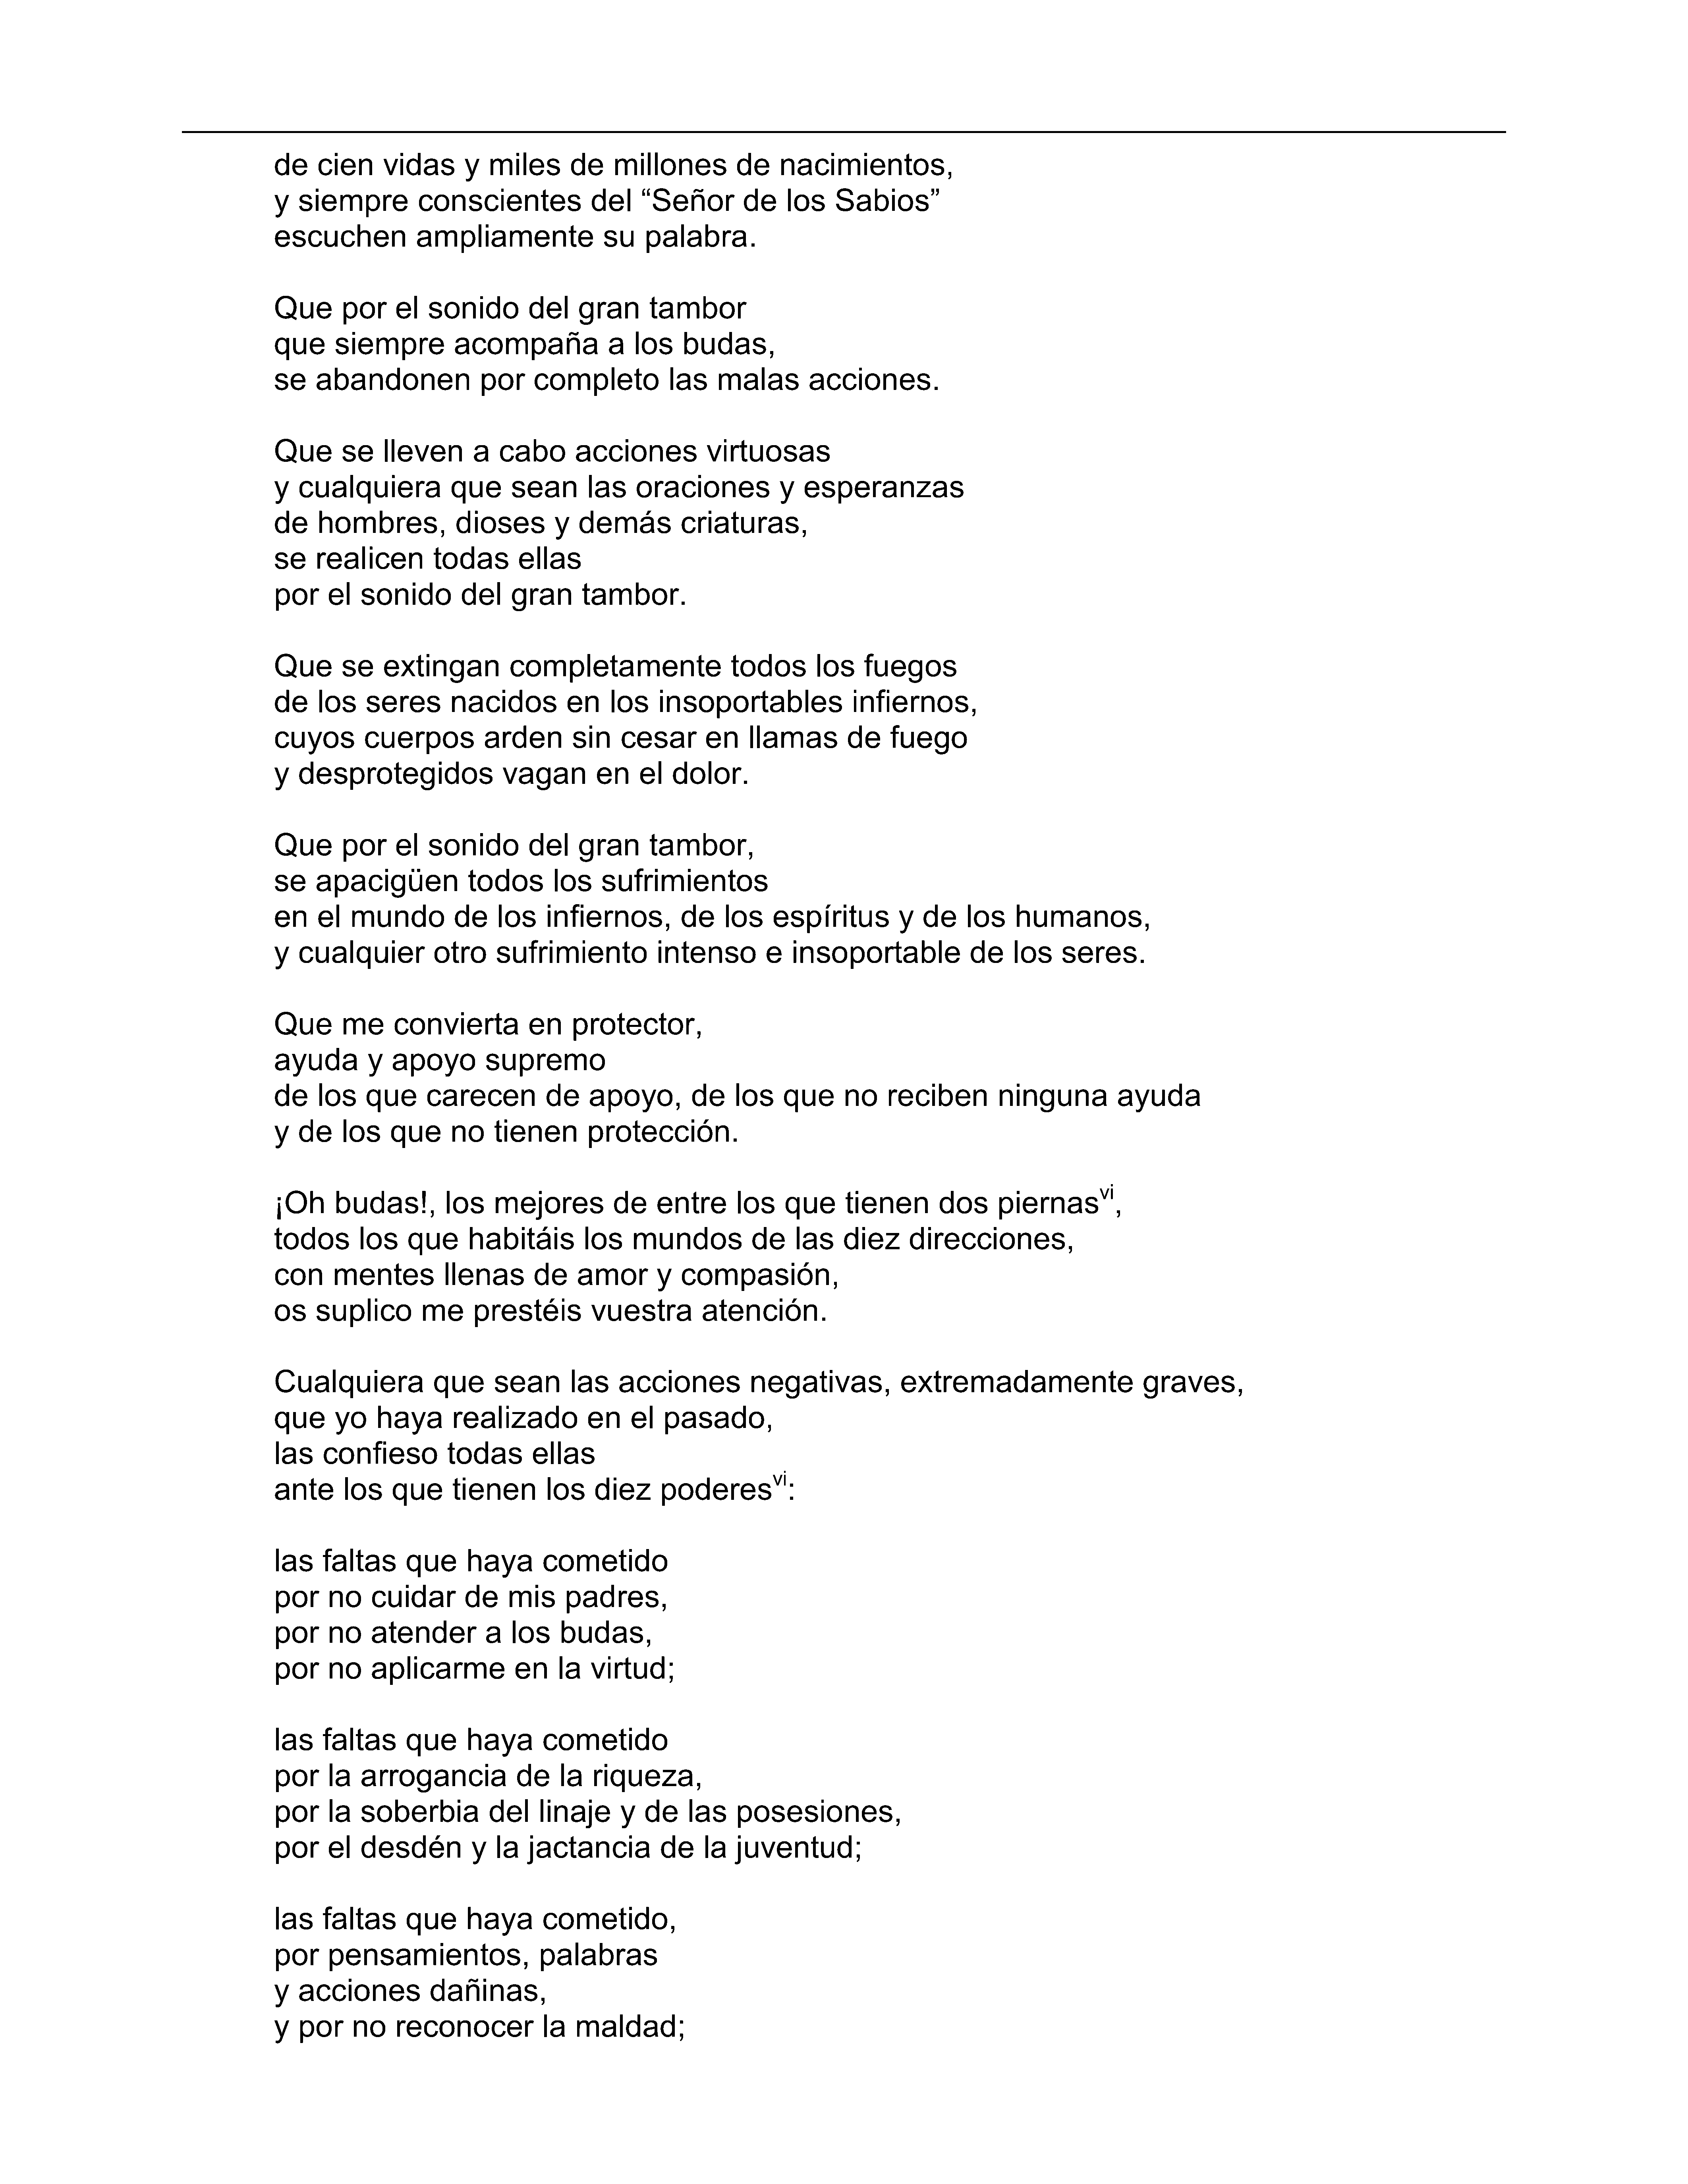 de cien vidas y miles de millones de nacimientos,
y siempre conscientes del “Señor de los Sabios”
escuchen ampliamente su palabra.

Que por el sonido del gran tambor
que siempre acompaña a los budas,
se abandonen por completo las malas acciones.

Que se lleven a cabo acciones virtuosas
y cualquiera que sean las oraciones y esperanzas
de hombres, dioses y demás criaturas,
se realicen todas ellas
por el sonido del gran tambor.

Que se extingan completamente todos los fuegos
de los seres nacidos en los insoportables infiernos,
cuyos cuerpos arden sin cesar en llamas de fuego
y desprotegidos vagan en el dolor.

Que por el sonido del gran tambor,
se apacigüen todos los sufrimientos
en el mundo de los infiernos, de los espíritus y de los humanos,
y cualquier otro sufrimiento intenso e insoportable de los seres.

Que me convierta en protector,
ayuda y apoyo supremo
de los que carecen de apoyo, de los que no reciben ninguna ayuda
y de los que no tienen protección.

¡Oh budas!, los mejores de entre los que tienen dos piernasvi,
todos los que habitáis los mundos de las diez direcciones,
con mentes llenas de amor y compasión,
os suplico me prestéis vuestra atención.

Cualquiera que sean las acciones negativas, extremadamente graves,
que yo haya realizado en el pasado,
las confieso todas ellas
ante los que tienen los diez poderesvi:

las faltas que haya cometido
por no cuidar de mis padres,
por no atender a los budas,
por no aplicarme en la virtud;

las faltas que haya cometido
por la arrogancia de la riqueza,
por la soberbia del linaje y de las posesiones,
por el desdén y la jactancia de la juventud;

las faltas que haya cometido,
por pensamientos, palabras
y acciones dañinas,
y por no reconocer la maldad;